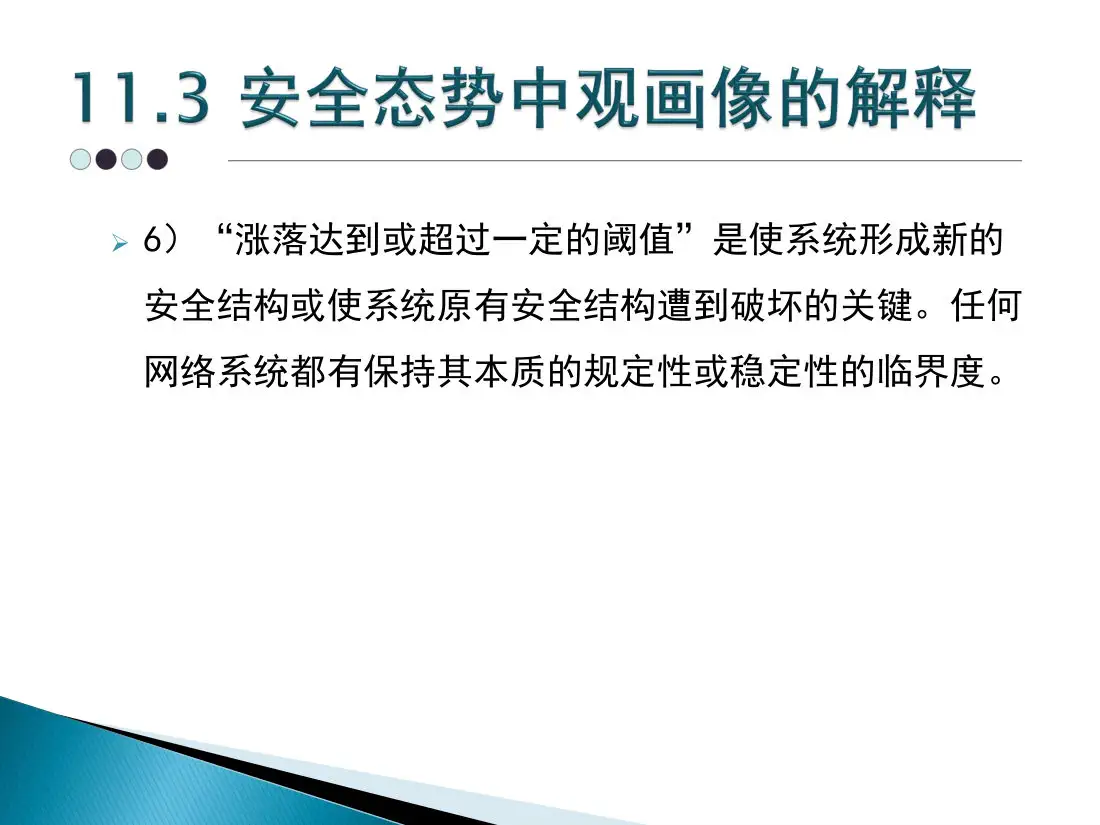 11.3 安全态势中观画像的解释
6）“涨落达到或超过一定的阈值”是使系统形成新的
安全结构或使系统原有安全结构遭到破坏的关键。任何
网络系统都有保持其本质的规定性或稳定性的临界度。